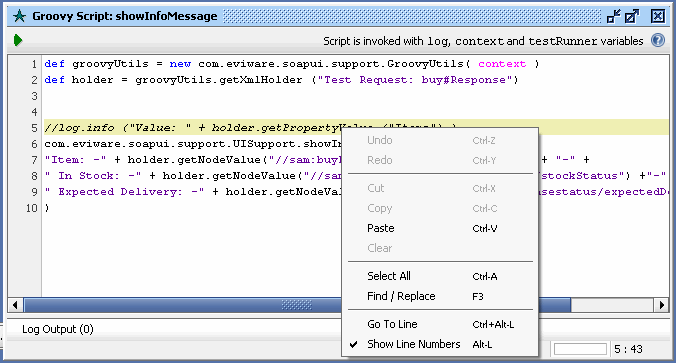 Groovy Script: showInfoMessage
Script is invoked with log, context and testRunner variables
1 def groovyUtils = new com.eviware.soapui.support.GroovyUtils( context )
2 def holder = groovyUtils.getXmlHolder ("Test Request: buy#Response")
3
4
5 //log.info ("Value: " + holder.getPropertyValue
6 com.eviware.soapui.support.UISupport.showIn
7 "Item: -" + holder.getNodeValue("//sam:buy + "-" +
8 " In Stock: -" + holder.getNodeValue("//sam stockStatus") +"-"
9 " Expected Delivery: -" + holder.getNodeVal asestatus/expectedDe
10 )
Undo Ctrl-Z
Redo Ctrl-Y
Cut Ctrl-X
Copy Ctrl-C
Paste Ctrl-V
Clear
Select All Ctrl-A
Find / Replace F3
Go To Line Ctrl+Alt-L
Show Line Numbers Alt-L
Log Output (0)
5 : 43